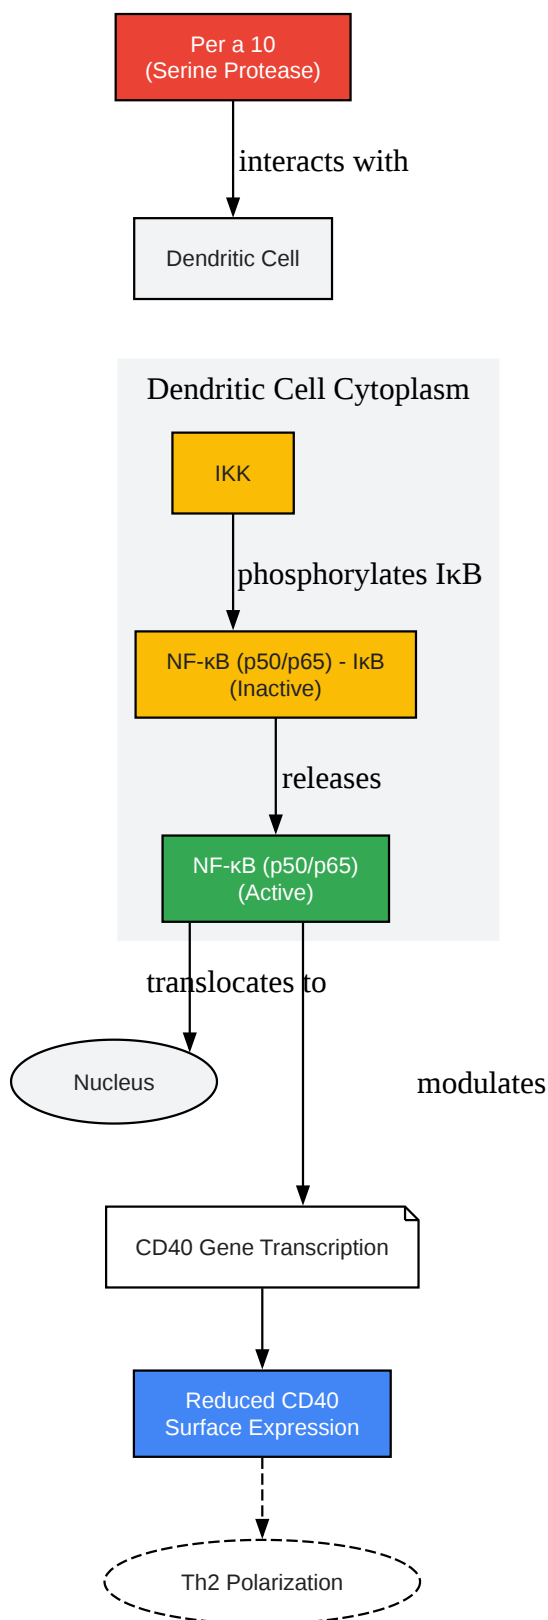 Per a 10
(Serine Protease)
interacts with
Dendritic Cell
Dendritic Cell Cytoplasm
IKK
phosphorylates IκB
NF-κB (p50/p65) - IκB
(Inactive)
releases
NF-κB (p50/p65)
(Active)
translocates to
Nucleus
modulates
CD40 Gene Transcription
Reduced CD40
Surface Expression
Th2 Polarization